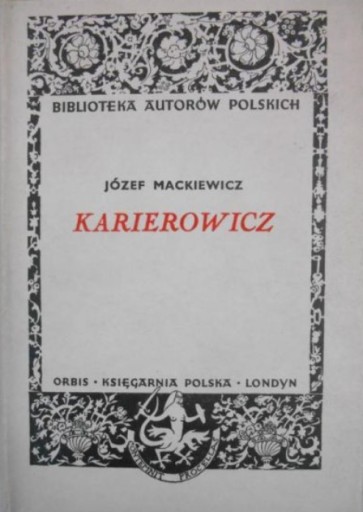 BIBLIOTEKA AUTORÓW POLSKICH
JÓZEF MACKIEWICZ
KARIEROWICZ
ORBIS • KSIĘGARNIA POLSKA • LONDYN